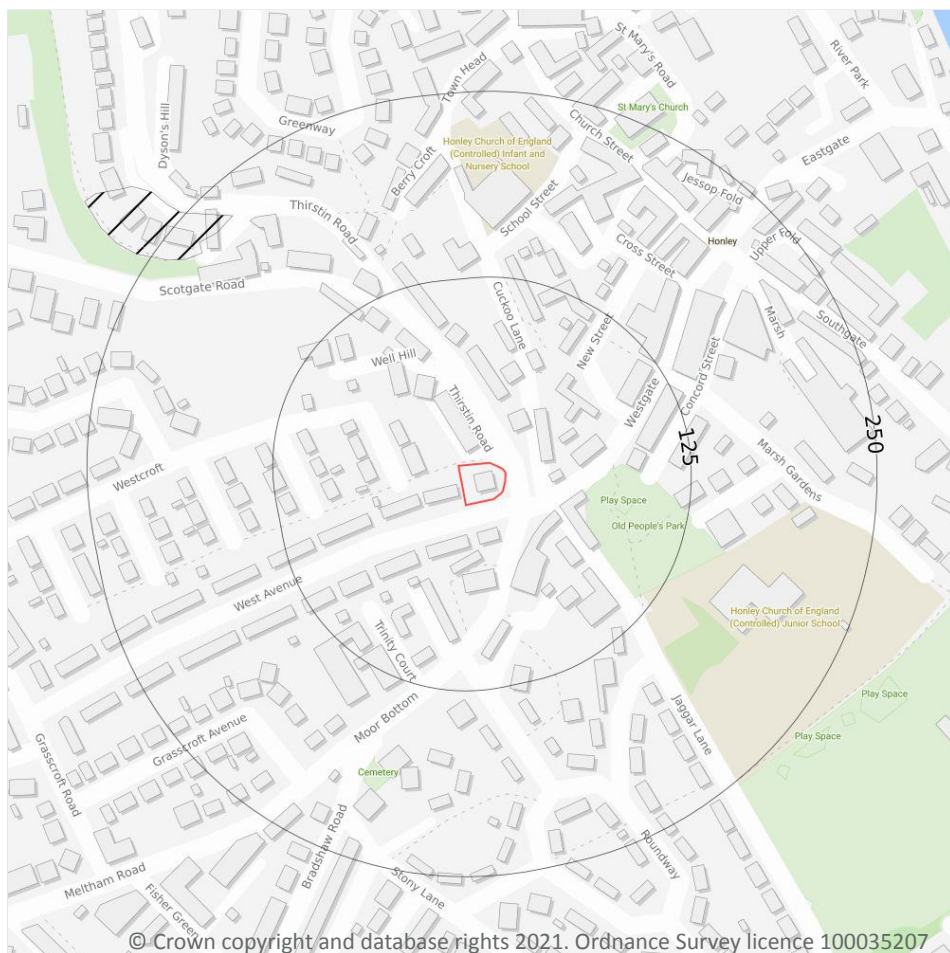 St Mary's Road
River Park
Town Head
St Mary's Church
Dyson's Hill
Greenway
Church Street
Honley Church of England
(Controlled) Infant and
Nursery School
Eastgate
Berry Croft
Jessop Fold
School Street
Thirstin Road
Cross Street
Honley
Upper Fold
Scotgate Road
Cuckoo Lane
New Street
Marsh
Southgate
Well Hill
Westgate
Concord Street
Thirstin Road
125
250
Westcroft
Marsh Gardens
Play Space
Old People's Park
West Avenue
Honley Church of England
(Controlled) Junior School
Trinity Court
Play Space
Jaggar Lane
Moor Bottom
Grasscroft Avenue
Play Space
Grasscroft Road
Cemetery
Bradshaw Road
Roundway
Meltham Road
Stony Lane
Fisher Green
© Crown copyright and database rights 2021. Ordnance Survey licence 100035207